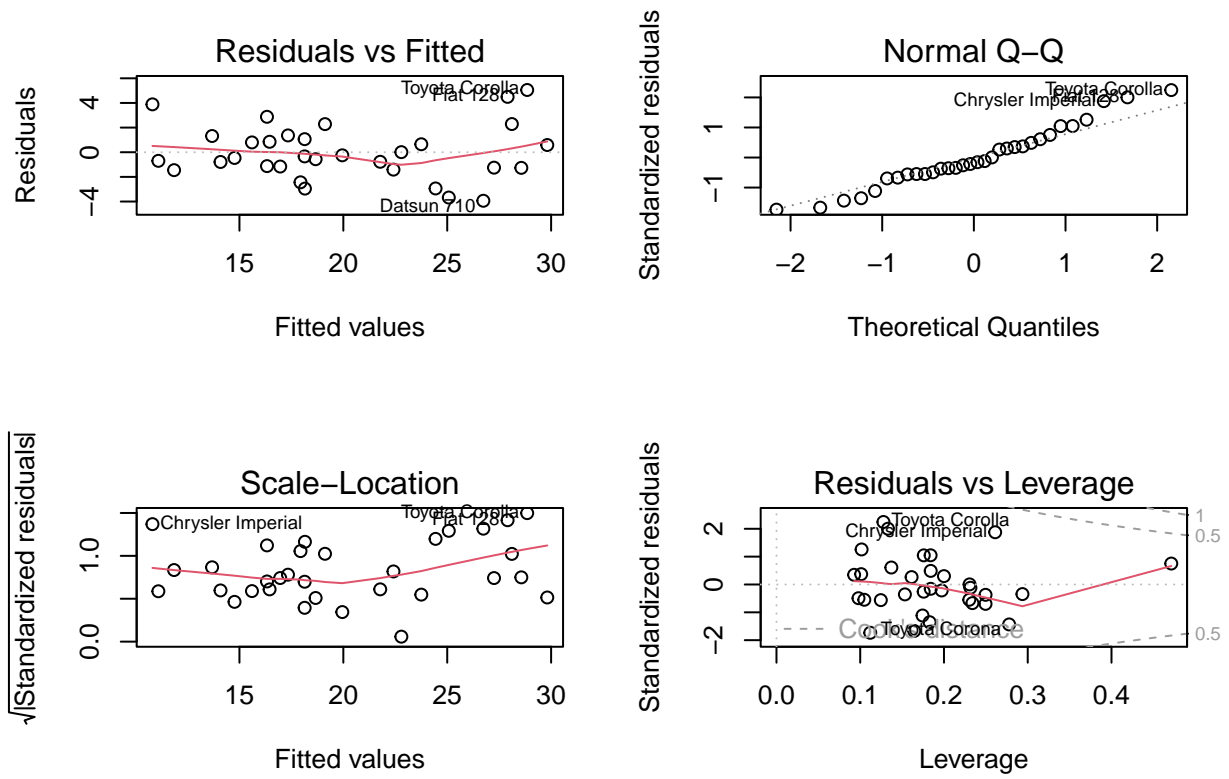 Residuals vs Fitted
Residuals
−4 0 4
Toyota Corolla
Fiat 128
Datsun 710
15 20 25 30
Fitted values
Normal Q−Q
Standardized residuals
−1 1
Toyota Corolla
Fiat 128
Chrysler Imperial
−2 −1 0 1 2
Theoretical Quantiles
Scale−Location
√|Standardized residuals|
0.0 1.0
Toyota Corolla
Fiat 128
Chrysler Imperial
15 20 25 30
Fitted values
Residuals vs Leverage
Standardized residuals
−2 0 2
Toyota Corolla
Chrysler Imperial
Toyota Corona
Cook's distance
1
0.5
0.5
0.0 0.1 0.2 0.3 0.4
Leverage